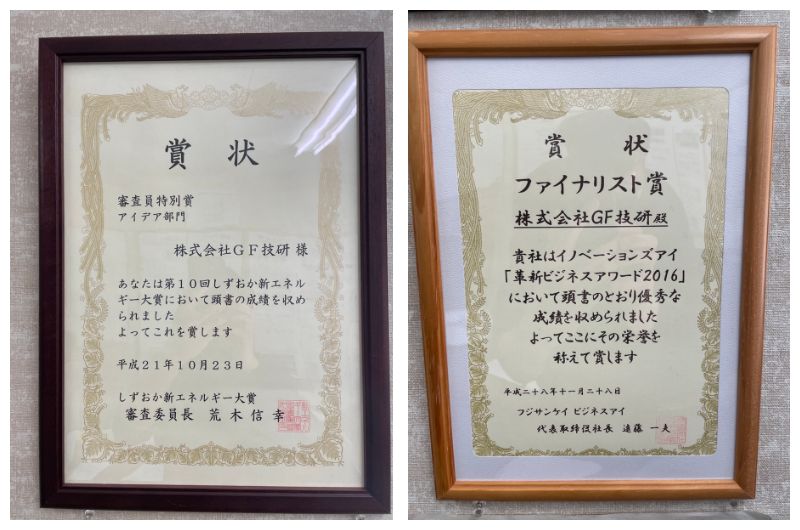 賞状
審査員特別賞
アイデア部門
株式会社GF技研 様
あなたは第10回しずおか新エネル
ギー大賞において頭書の成績を収め
られました
よってこれを賞します
平成21年10月23日
しずおか新エネルギー大賞
審査委員長 荒木信幸
賞状
ファイナリスト賞
株式会社GF技研殿
貴社はイノベーションズアイ
「革新ビジネスアワード2016」
において頭書のとおり優秀な
成績を収められました
よってここにその栄誉を
称えて賞します
平成二十八年十一月二十八日
フジサンケイ ビジネスアイ
代表取締役社長 遠藤 一夫